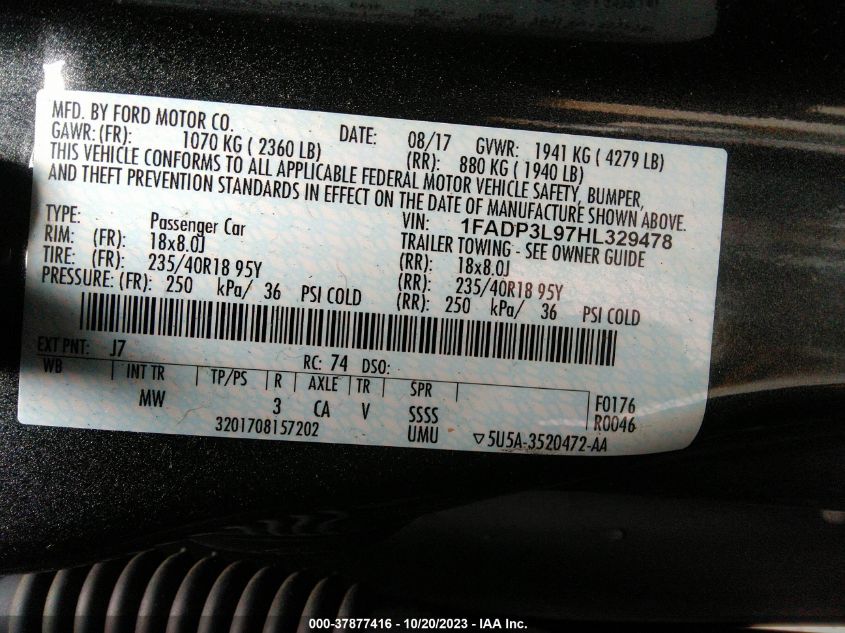 MFD. BY FORD MOTOR CO. DATE: 08/17 GVWR: 1941 KG ( 4279 LB)
GAWR: (FR): 1070 KG ( 2360 LB) (RR): 880 KG ( 1940 LB)
THIS VEHICLE CONFORMS TO ALL APPLICABLE FEDERAL MOTOR VEHICLE SAFETY, BUMPER,
AND THEFT PREVENTION STANDARDS IN EFFECT ON THE DATE OF MANUFACTURE SHOWN ABOVE.
VIN: 1FADP3L97HL329478
TYPE: Passenger Car TRAILER TOWING - SEE OWNER GUIDE
RIM: (FR): 18x8.0J (RR): 18x8.0J
TIRE: (FR): 235/40R18 95Y (RR): 235/40R18 95Y
PRESSURE: (FR): 250 kPa/ 36 PSI COLD (RR): 250 kPa/ 36 PSI COLD
EXT PNT: J7 RC: 74 DSO:
WB INT TR TP/PS R AXLE TR SPR
MW 3 CA V SSSS F0176
UMU R0046
3201708157202 ▽5U5A-3520472-AA
000-37877416 - 10/20/2023 - IAA Inc.